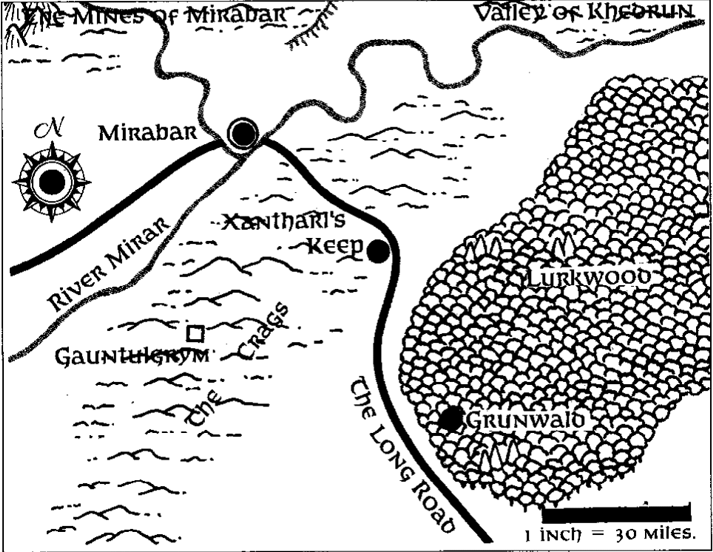 The Mines of Mirabar
Valley of Khedrun
N
Mirabar
Xantharl's
Keep
River Mirar
Lurkwood
Gauntulgrym
The Crags
The Long Road
Grunwald
1 inch = 30 miles.